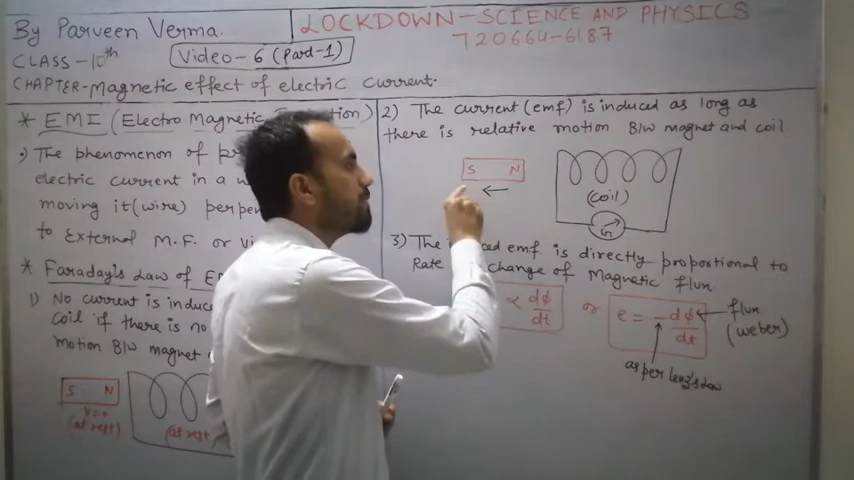 By Parveen Verma.
LOCKDOWN-SCIENCE AND PHYSICS
720664-6187
CLASS-10th
Video-6 (Part-1)
CHAPTER-Magnetic effect of electric current.
* EMI (Electro Magnetic
•) The phenomenon of
electric current in a
moving it(wire)
to External M.F. or
* Faraday's Law of
1) No current is
coil if there is no
motion B/w magnet
S N
(at rest)
(at rest)
2) The current (emf) is induced as long as
there is relative motion B/w magnet and coil
S N
(coil)
G
3) The emf is directly proportional to
Rate change of Magnetic flux
∝ dφ/dt or e = - dφ/dt
flux
(weber)
as per lenz's law